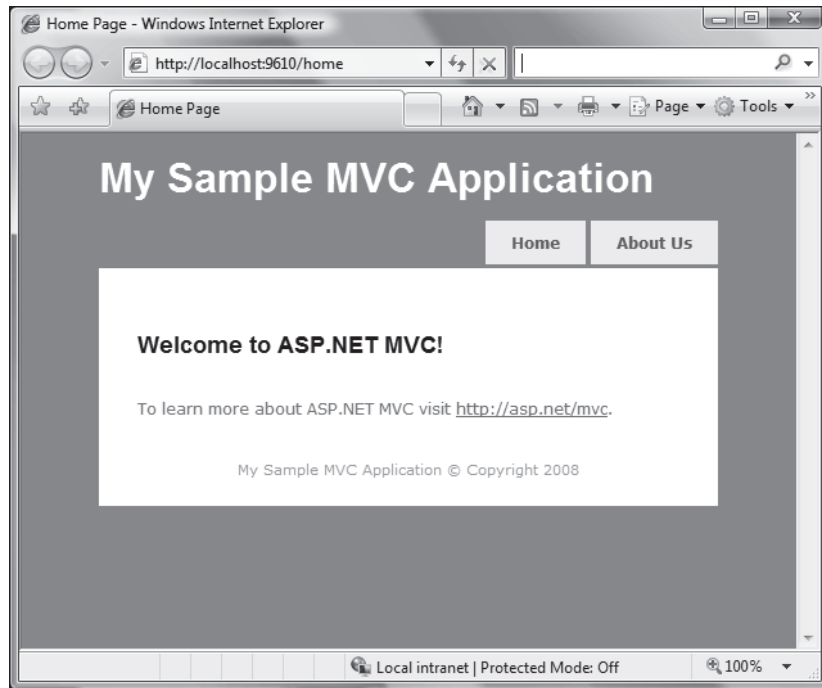 Home Page - Windows Internet Explorer
http://localhost:9610/home
Home Page
Page
Tools
My Sample MVC Application
Home
About Us
Welcome to ASP.NET MVC!
To learn more about ASP.NET MVC visit http://asp.net/mvc.
My Sample MVC Application © Copyright 2008
Local intranet | Protected Mode: Off
100%